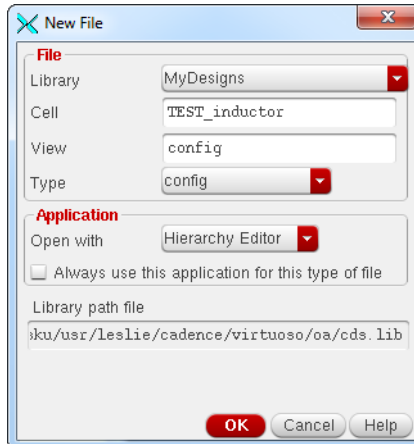 New File
File
Library MyDesigns
Cell TEST_inductor
View config
Type config
Application
Open with Hierarchy Editor
Always use this application for this type of file
Library path file
sku/usr/leslie/cadence/virtuoso/oa/cds.lib
OK Cancel Help